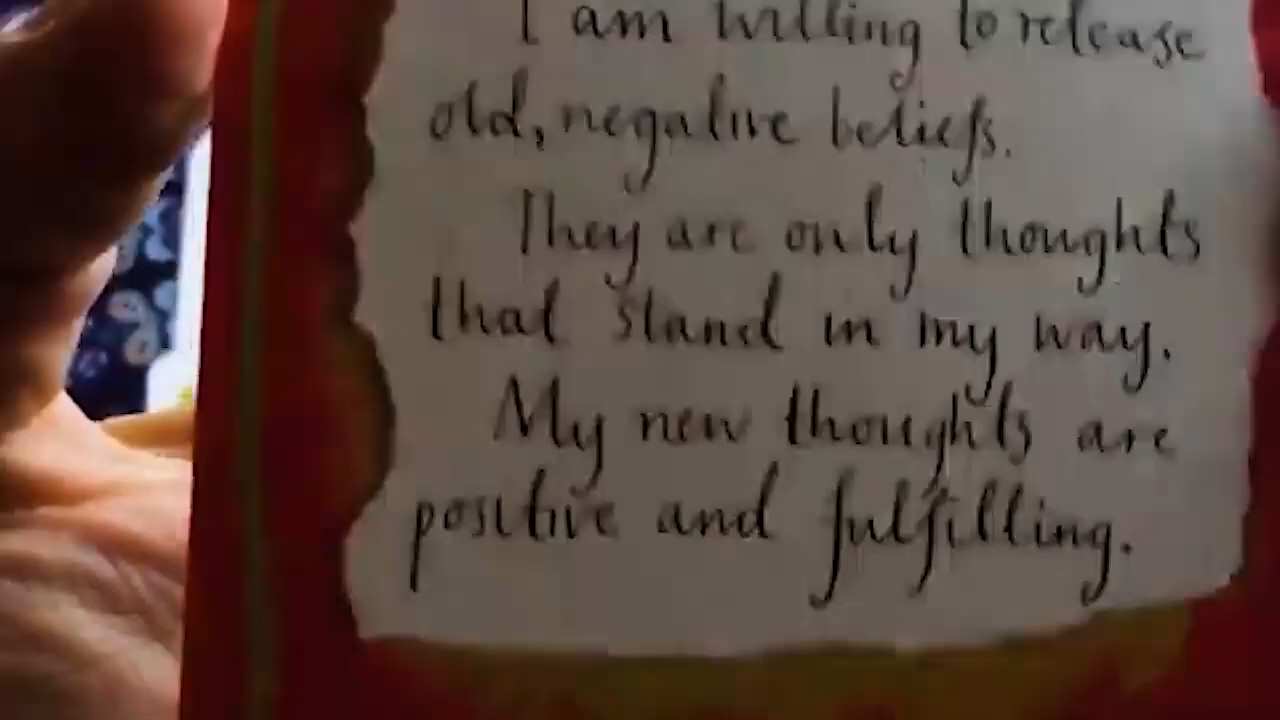 I am willing to release
old, negative beliefs.
They are only thoughts
that stand in my way.
My new thoughts are
positive and fulfilling.